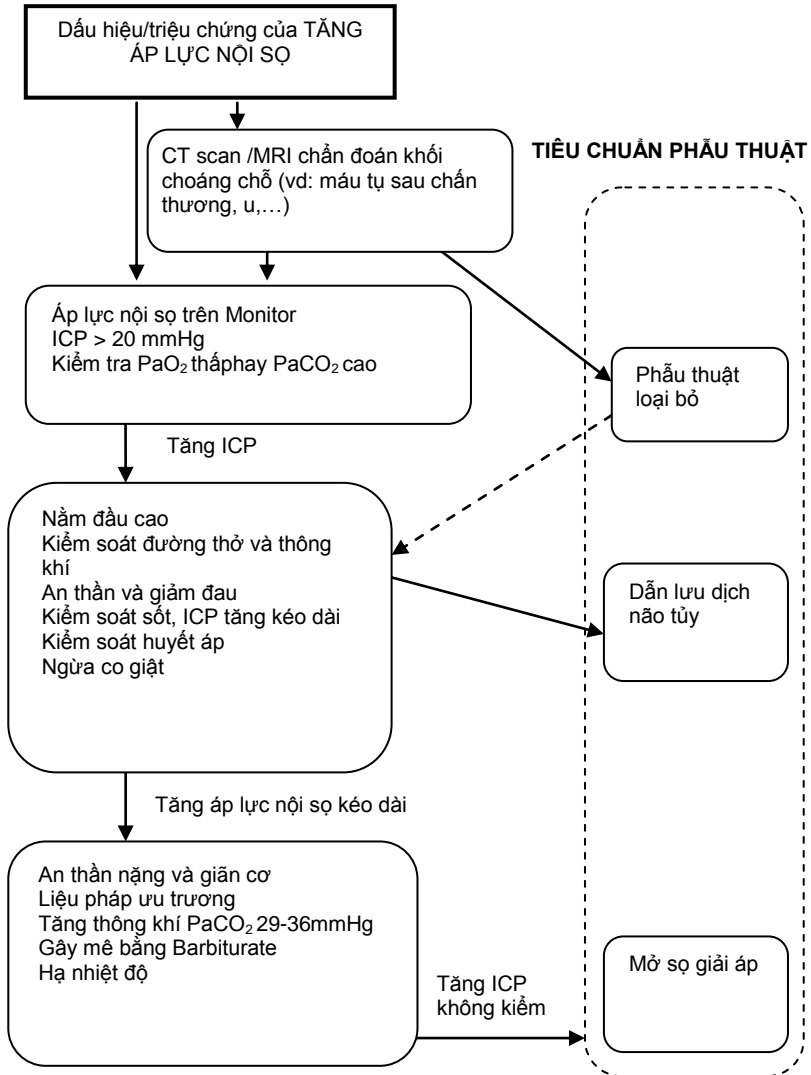 Dấu hiệu/triệu chứng của TĂNG
ÁP LỰC NỘI SỌ
CT scan /MRI chẩn đoán khối
choáng chỗ (vd: máu tụ sau chấn
thương, u,…)
TIÊU CHUẨN PHẪU THUẬT
Áp lực nội sọ trên Monitor
ICP > 20 mmHg
Kiểm tra PaO₂ thấphay PaCO₂ cao
Phẫu thuật
loại bỏ
Tăng ICP
Nằm đầu cao
Kiểm soát đường thở và thông
khí
An thần và giảm đau
Kiểm soát sốt, ICP tăng kéo dài
Kiểm soát huyết áp
Ngừa co giật
Dẫn lưu dịch
não tủy
Tăng áp lực nội sọ kéo dài
An thần nặng và giãn cơ
Liệu pháp ưu trương
Tăng thông khí PaCO₂ 29-36mmHg
Gây mê bằng Barbiturate
Hạ nhiệt độ
Tăng ICP
không kiểm
Mở sọ giải áp